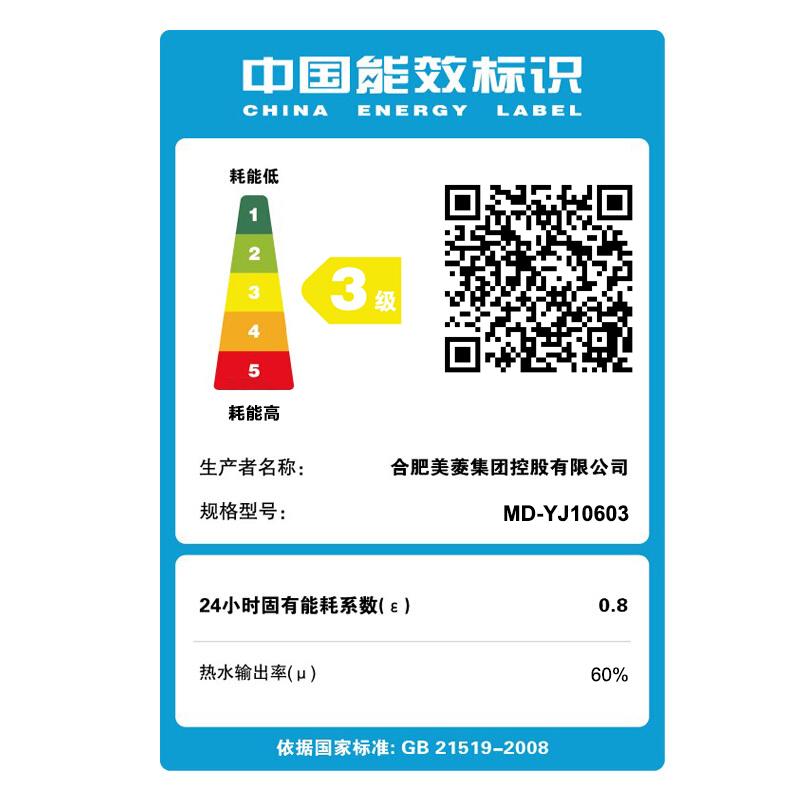 中国能效标识
CHINA ENERGY LABEL
耗能低
1
2
3
4
5
3级
耗能高
生产者名称： 合肥美菱集团控股有限公司
规格型号： MD-YJ10603
24小时固有能耗系数(ε) 0.8
热水输出率(μ) 60%
依据国家标准: GB 21519-2008